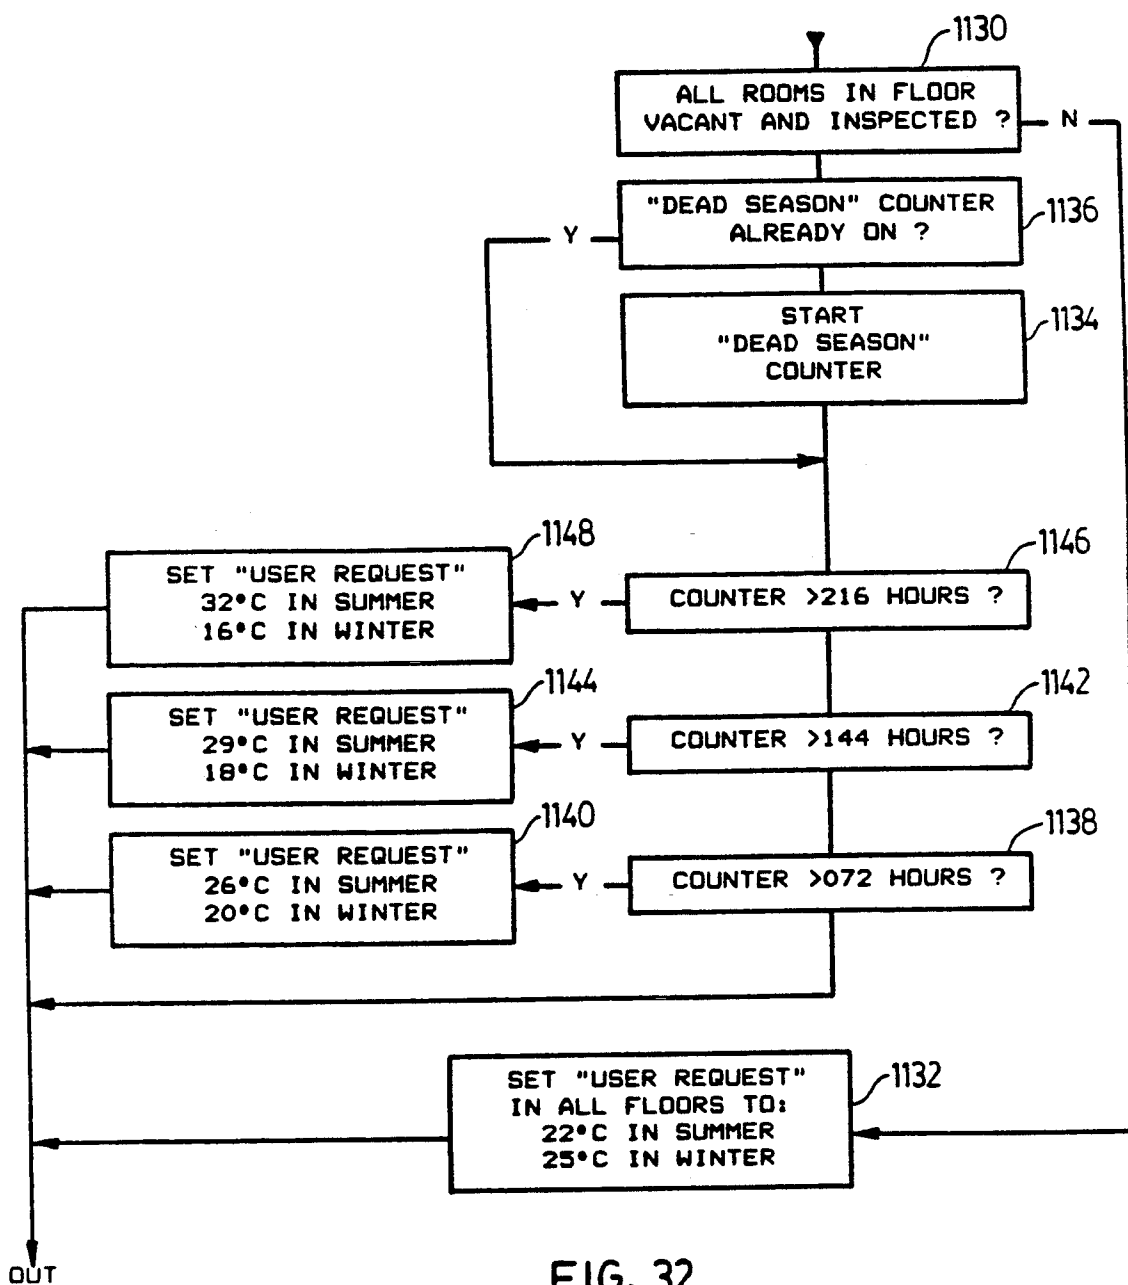 1130
ALL ROOMS IN FLOOR
VACANT AND INSPECTED ?
N
"DEAD SEASON" COUNTER
ALREADY ON ?
1136
Y
START
"DEAD SEASON"
COUNTER
1134
1148
SET "USER REQUEST"
32°C IN SUMMER
16°C IN WINTER
Y
1146
COUNTER >216 HOURS ?
1144
SET "USER REQUEST"
29°C IN SUMMER
18°C IN WINTER
Y
1142
COUNTER >144 HOURS ?
1140
SET "USER REQUEST"
26°C IN SUMMER
20°C IN WINTER
Y
1138
COUNTER >072 HOURS ?
SET "USER REQUEST"
IN ALL FLOORS TO:
22°C IN SUMMER
25°C IN WINTER
1132
OUT
FIG. 32